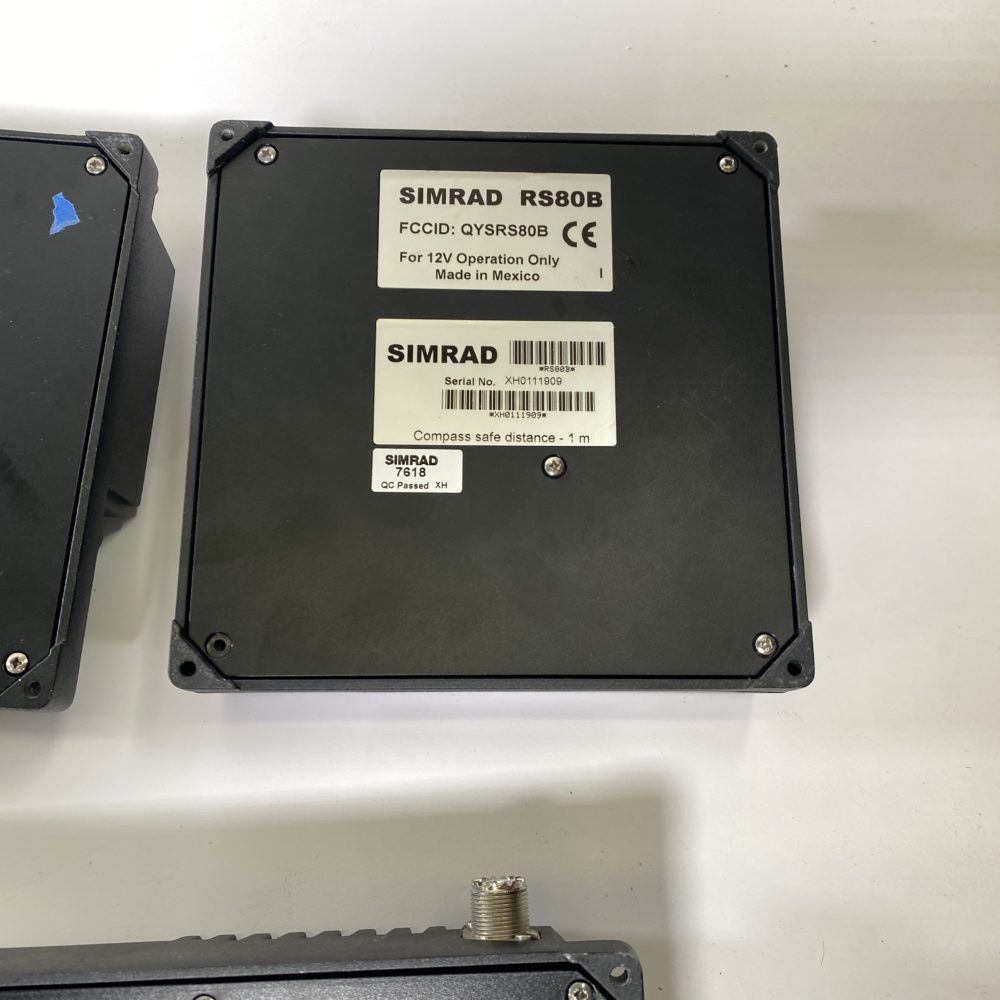 SIMRAD RS80B
FCCID: QYSRS80B CE
For 12V Operation Only
Made in Mexico I
SIMRAD
*RS80B*
Serial No. XH0111909
*XH0111909*
Compass safe distance - 1 m
SIMRAD
7618
QC Passed XH